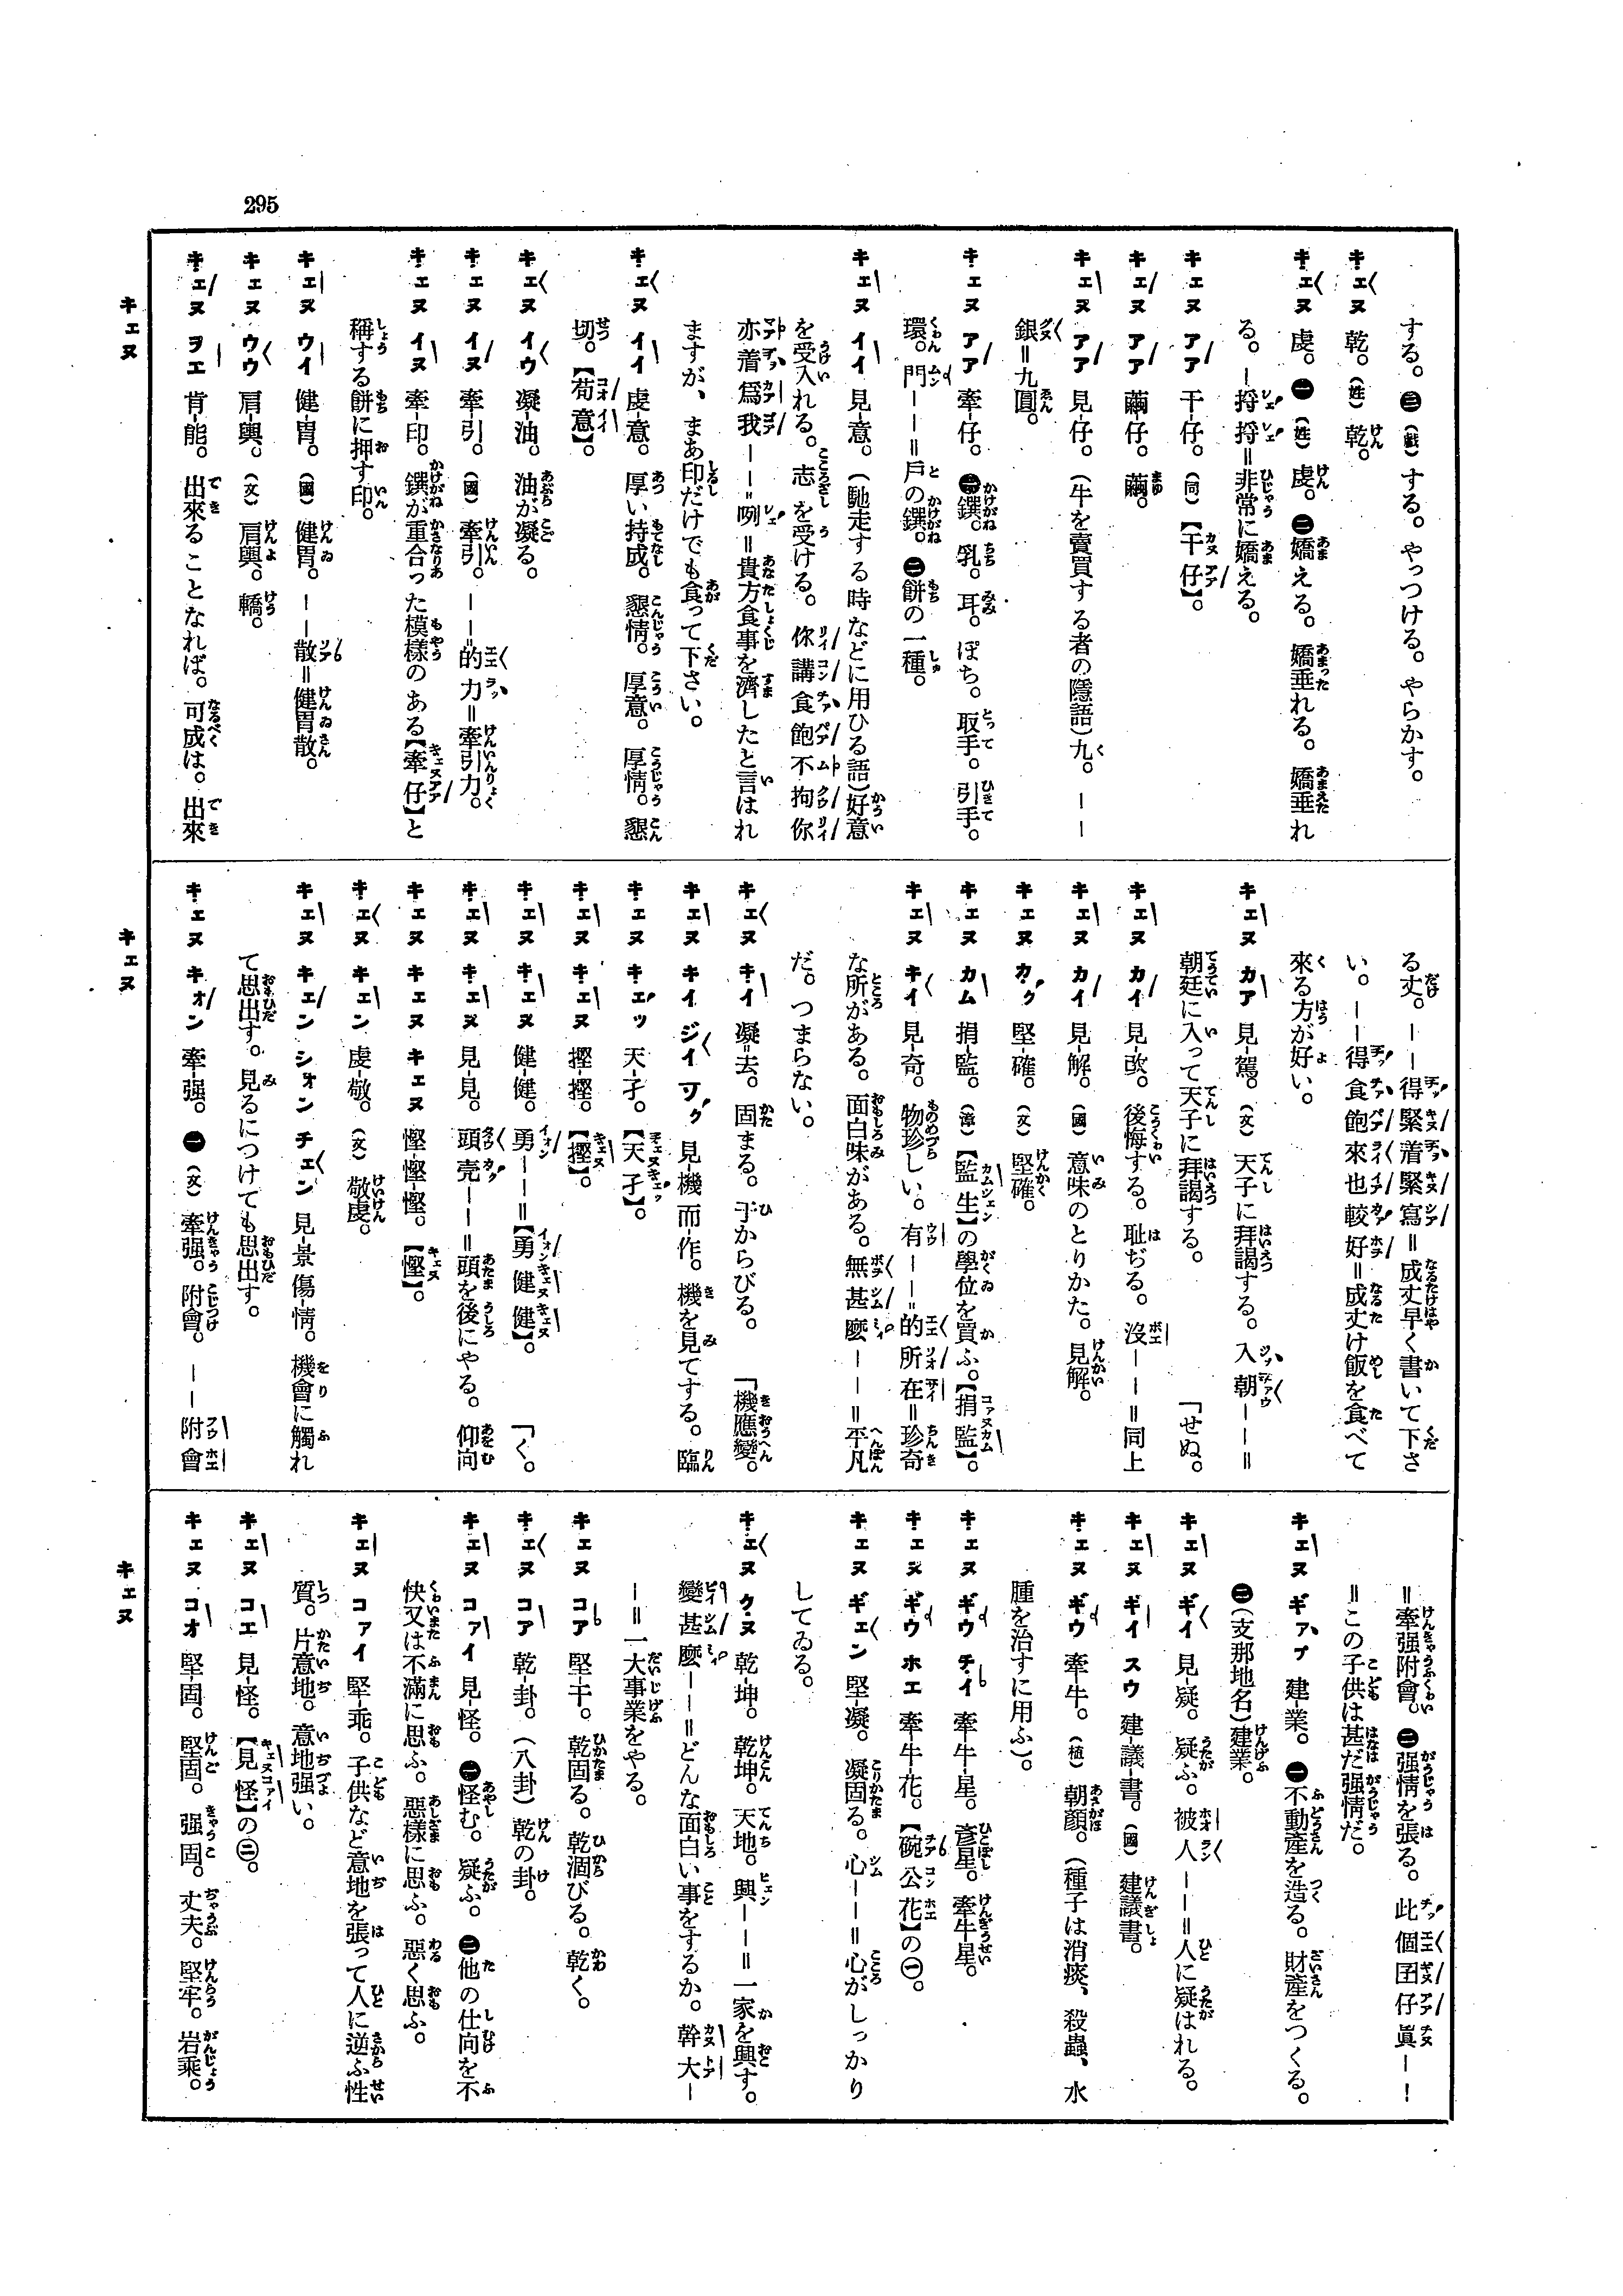 295
する。㊂（戲）する。やっつける。やらかす。
キエヌ 乾。（姓）乾。
キエヌ 虔。㊀（姓）虔。㊁嬌える。嬌垂れる。嬌垂れ
る。－捋捋＝非常に嬌える。
キエヌ アア 干仔。（同）【干仔】。
キエヌ アア 繭仔。繭。
キエヌ アア 見仔。（牛を賣買する者の隱語）九。－－
銀＝九圓。
キエヌ アア 牽仔。㊀鐉。乳。耳。ぽち。取手。引手。
環。門－－＝戶の鐉。㊁餠の一種。
キエヌ イイ 見-意。（馳走する時などに用ひる語）好意
を受入れる。志を受ける。你講食飽不拘你
亦着爲我－－＝咧＝貴方食事を濟したと言はれ
ますが、まあ印だけでも食って下さい。
キエヌ イイ 虔-意。厚い持成。懇情。厚意。厚情。懇
切。【荀意】。
キエヌ イウ 凝-油。油が凝る。
キエヌ イヌ 牽-引。（國）牽引。－－＝的力＝牽引力。
キエヌ イヌ 牽-印。鐉が重合った模樣のある【牽仔】と
稱する餠に押す印。
キエヌ ウイ 健-胃。（國）健胃。－－散＝健胃散。
キエヌ ウウ 肩-輿。（文）肩輿。轎。
キエヌ ヲエ 肯-能。出來ることなれば。可成は。出來
る丈。－－得緊着緊寫＝成丈早く書いて下さ
い。－－得食飽來也較好＝成丈け飯を食べて
來る方が好い。
キエヌ カア 見-駕。（文）天子に拜謁する。入朝－－＝
朝廷に入って天子に拜謁する。　「せぬ。
キエヌ カイ 見-改。後悔する。恥ぢる。沒－－＝同上
キエヌ カイ 見-解。（國）意味のとりかた。見解。
キエヌ カク 堅-確。（文）堅確。
キエヌ カム 捐-監。（漳）【監生】の學位を買ふ。【捐監】。
キエヌ キイ 見-奇。物珍しい。有－－＝的所在＝珍奇
な所がある。面白味がある。無甚麼－－＝平凡
だ。つまらない。
キエヌ キイ 凝＝去。固まる。干からびる。　「機應變。
キエヌ キイ ジイ ツク 見-機而-作。機を見てする。臨
キエヌ キエッ 天-孑。【天孑】。
キエヌ キエヌ 摼-摼。【摼】。
キエヌ キエヌ 健-健。勇－－＝【勇健健】。　「く。
キエヌ キエヌ 見-見。頭壳－－＝頭を後にやる。仰向
キエヌ キエヌ キエヌ 慳-慳-慳。【慳】。
キエヌ キエン 虔-敬。（文）敬虔。
キエヌ キエン シオン チエン 見-景傷-情。機會に觸れ
て思出す。見るにつけても思出す。
キエヌ キオン 牽-强。㊀（文）牽强。附會。－－附會
＝牽强附會。㊁强情を張る。此個囝仔眞－－！
＝この子供は甚だ强情だ。
キエヌ ギアプ 建-業。㊀不動產を造る。財產をつくる。
㊁（支那地名）建業。
キエヌ ギイ 見-疑。疑ふ。被人－－＝人に疑はれる。
キエヌ ギイ スウ 建-議-書。（國）建議書。
キエヌ ギウ 牽-牛。（植）朝顏。（種子は消痰、殺蟲、水
腫を治すに用ふ）。
キエヌ ギウ チイ 牽-牛-星。彥星。牽牛星。
キエヌ ギウ ホエ 牽-牛-花。【碗公花】の㊀。
キエヌ ギエン 堅-凝。凝固る。心－－＝心がしっかり
してゐる。
キエヌ クヌ 乾-坤。乾坤。天地。興－－＝一家を興す。
變甚麼－－＝どんな面白い事をするか。幹大－
－＝一大事業をやる。
キエヌ コア 堅-干。乾固る。乾涸びる。乾く。
キエヌ コア 乾-卦。（八卦）乾の卦。
キエヌ コアイ 見-怪。㊀怪む。疑ふ。㊁他の仕向を不
快又は不滿に思ふ。惡樣に思ふ。惡く思ふ。
キエヌ コアイ 堅-乖。子供など意地を張って人に逆ふ性
質。片意地。意地强い。
キエヌ コエ 見-怪。【見怪】の㊁。
キエヌ コオ 堅-固。堅固。强固。丈夫。堅牢。岩乘。
キエヌ
キエヌ
キエヌ